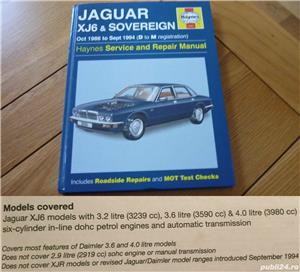 JAGUAR
XJ6 & SOVEREIGN
Oct 1986 to Sept 1994 (D to M registration)
Haynes
Haynes Service and Repair Manual
Includes Roadside Repairs and MOT Test Checks
Models covered
Jaguar XJ6 models with 3.2 litre (3239 cc), 3.6 litre (3590 cc) & 4.0 litre (3980 cc)
six-cylinder in-line dohc petrol engines and automatic transmission
Covers most features of Daimler 3.6 and 4.0 litre models
Does not cover 2.9 litre (2919 cc) sohc engine or manual transmission
Does not cover XJR models or revised Jaguar/Daimler model ranges introduced September 1994
© publi24.ro